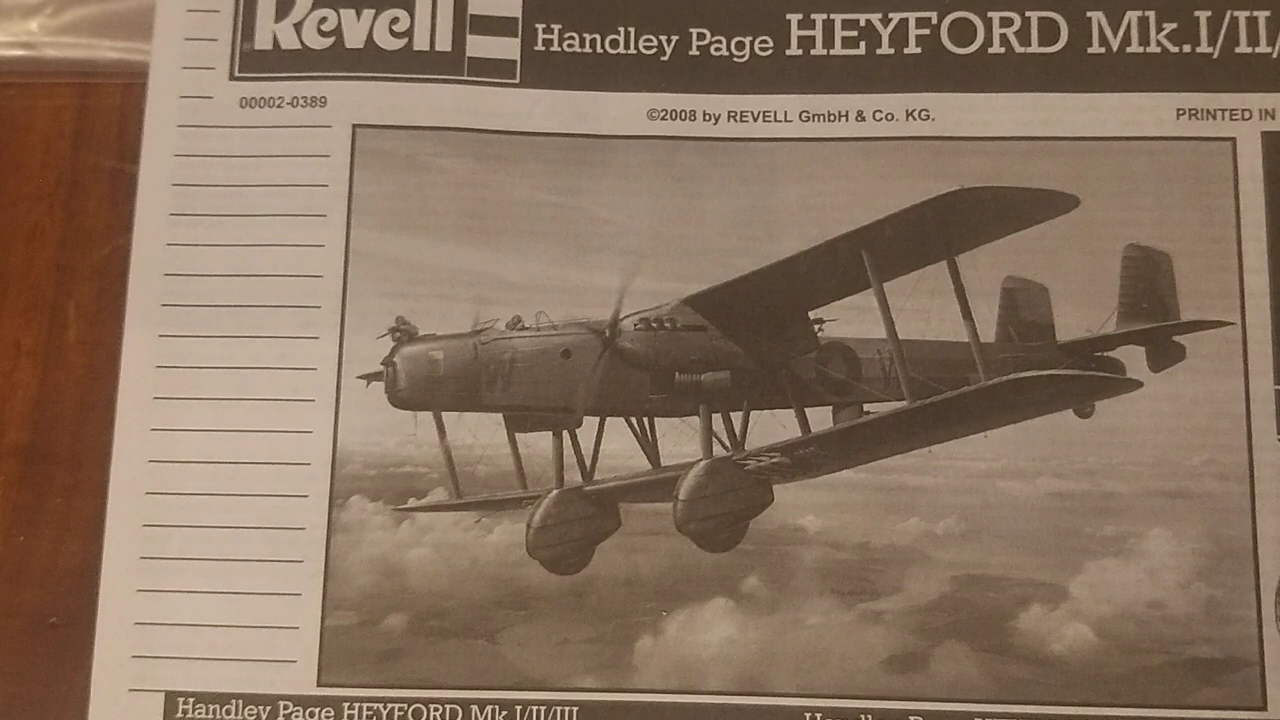 Revell
Handley Page HEYFORD Mk.I/II/
00002-0389
©2008 by REVELL GmbH & Co. KG.
PRINTED IN
Handley Page HEYFORD Mk I/II/III